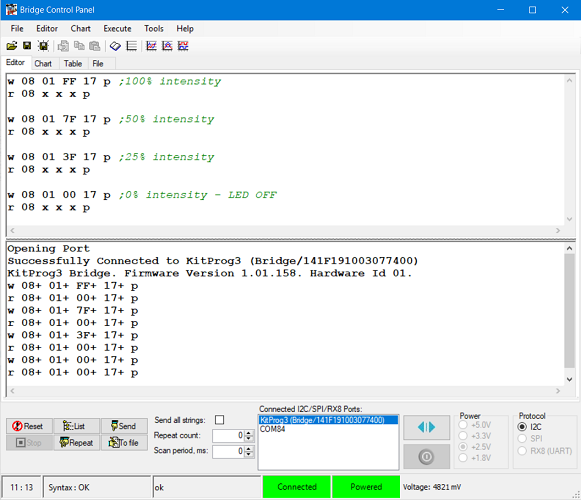 Bridge Control Panel
File Editor Chart Execute Tools Help
Editor Chart Table File
w 08 01 FF 17 p ;100% intensity
r 08 x x x p
w 08 01 7F 17 p ;50% intensity
r 08 x x x p
w 08 01 3F 17 p ;25% intensity
r 08 x x x p
w 08 01 00 17 p ;0% intensity - LED OFF
r 08 x x x p
Opening Port
Successfully Connected to KitProg3 (Bridge/141F191003077400)
KitProg3 Bridge. Firmware Version 1.01.158. Hardware Id 01.
w 08+ 01+ FF+ 17+ p
r 08+ 01+ 00+ 17+ p
w 08+ 01+ 7F+ 17+ p
r 08+ 01+ 00+ 17+ p
w 08+ 01+ 3F+ 17+ p
r 08+ 01+ 00+ 17+ p
w 08+ 01+ 00+ 17+ p
r 08+ 01+ 00+ 17+ p
Reset List Send
Stop Repeat To file
Send all strings:
Repeat count: 0
Scan period, ms: 0
Connected I2C/SPI/RX8 Ports:
KitProg3 (Bridge/141F191003077400)
COM84
Power
+5.0V
+3.3V
+2.5V
+1.8V
Protocol
I2C
SPI
RX8 (UART)
11 : 13 Syntax : OK ok Connected Powered Voltage: 4821 mV